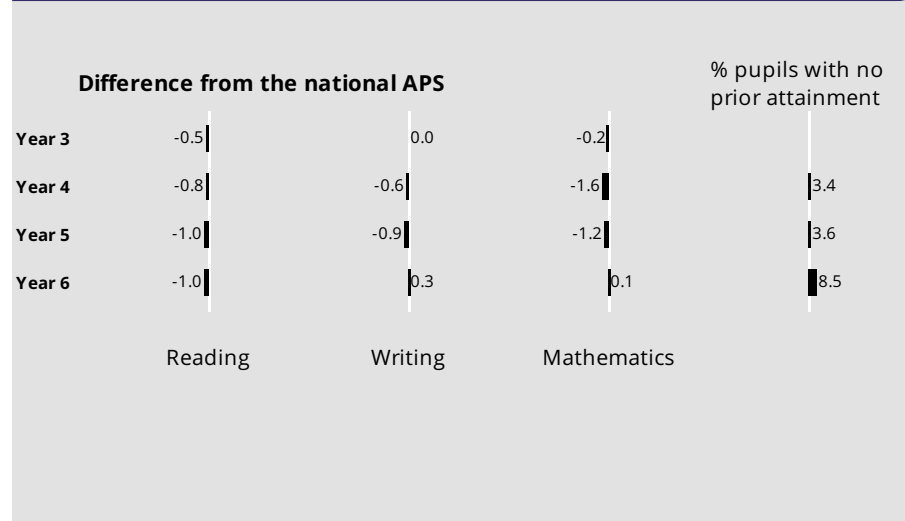 % pupils with no
prior attainment
Difference from the national APS
Year 3 -0.5 0.0 -0.2
Year 4 -0.8 -0.6 -1.6 3.4
Year 5 -1.0 -0.9 -1.2 3.6
Year 6 -1.0 0.3 0.1 8.5
Reading Writing Mathematics